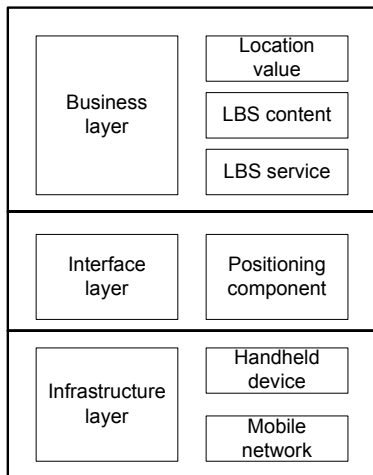 Business
layer
Location
value
LBS content
LBS service
Interface
layer
Positioning
component
Infrastructure
layer
Handheld
device
Mobile
network